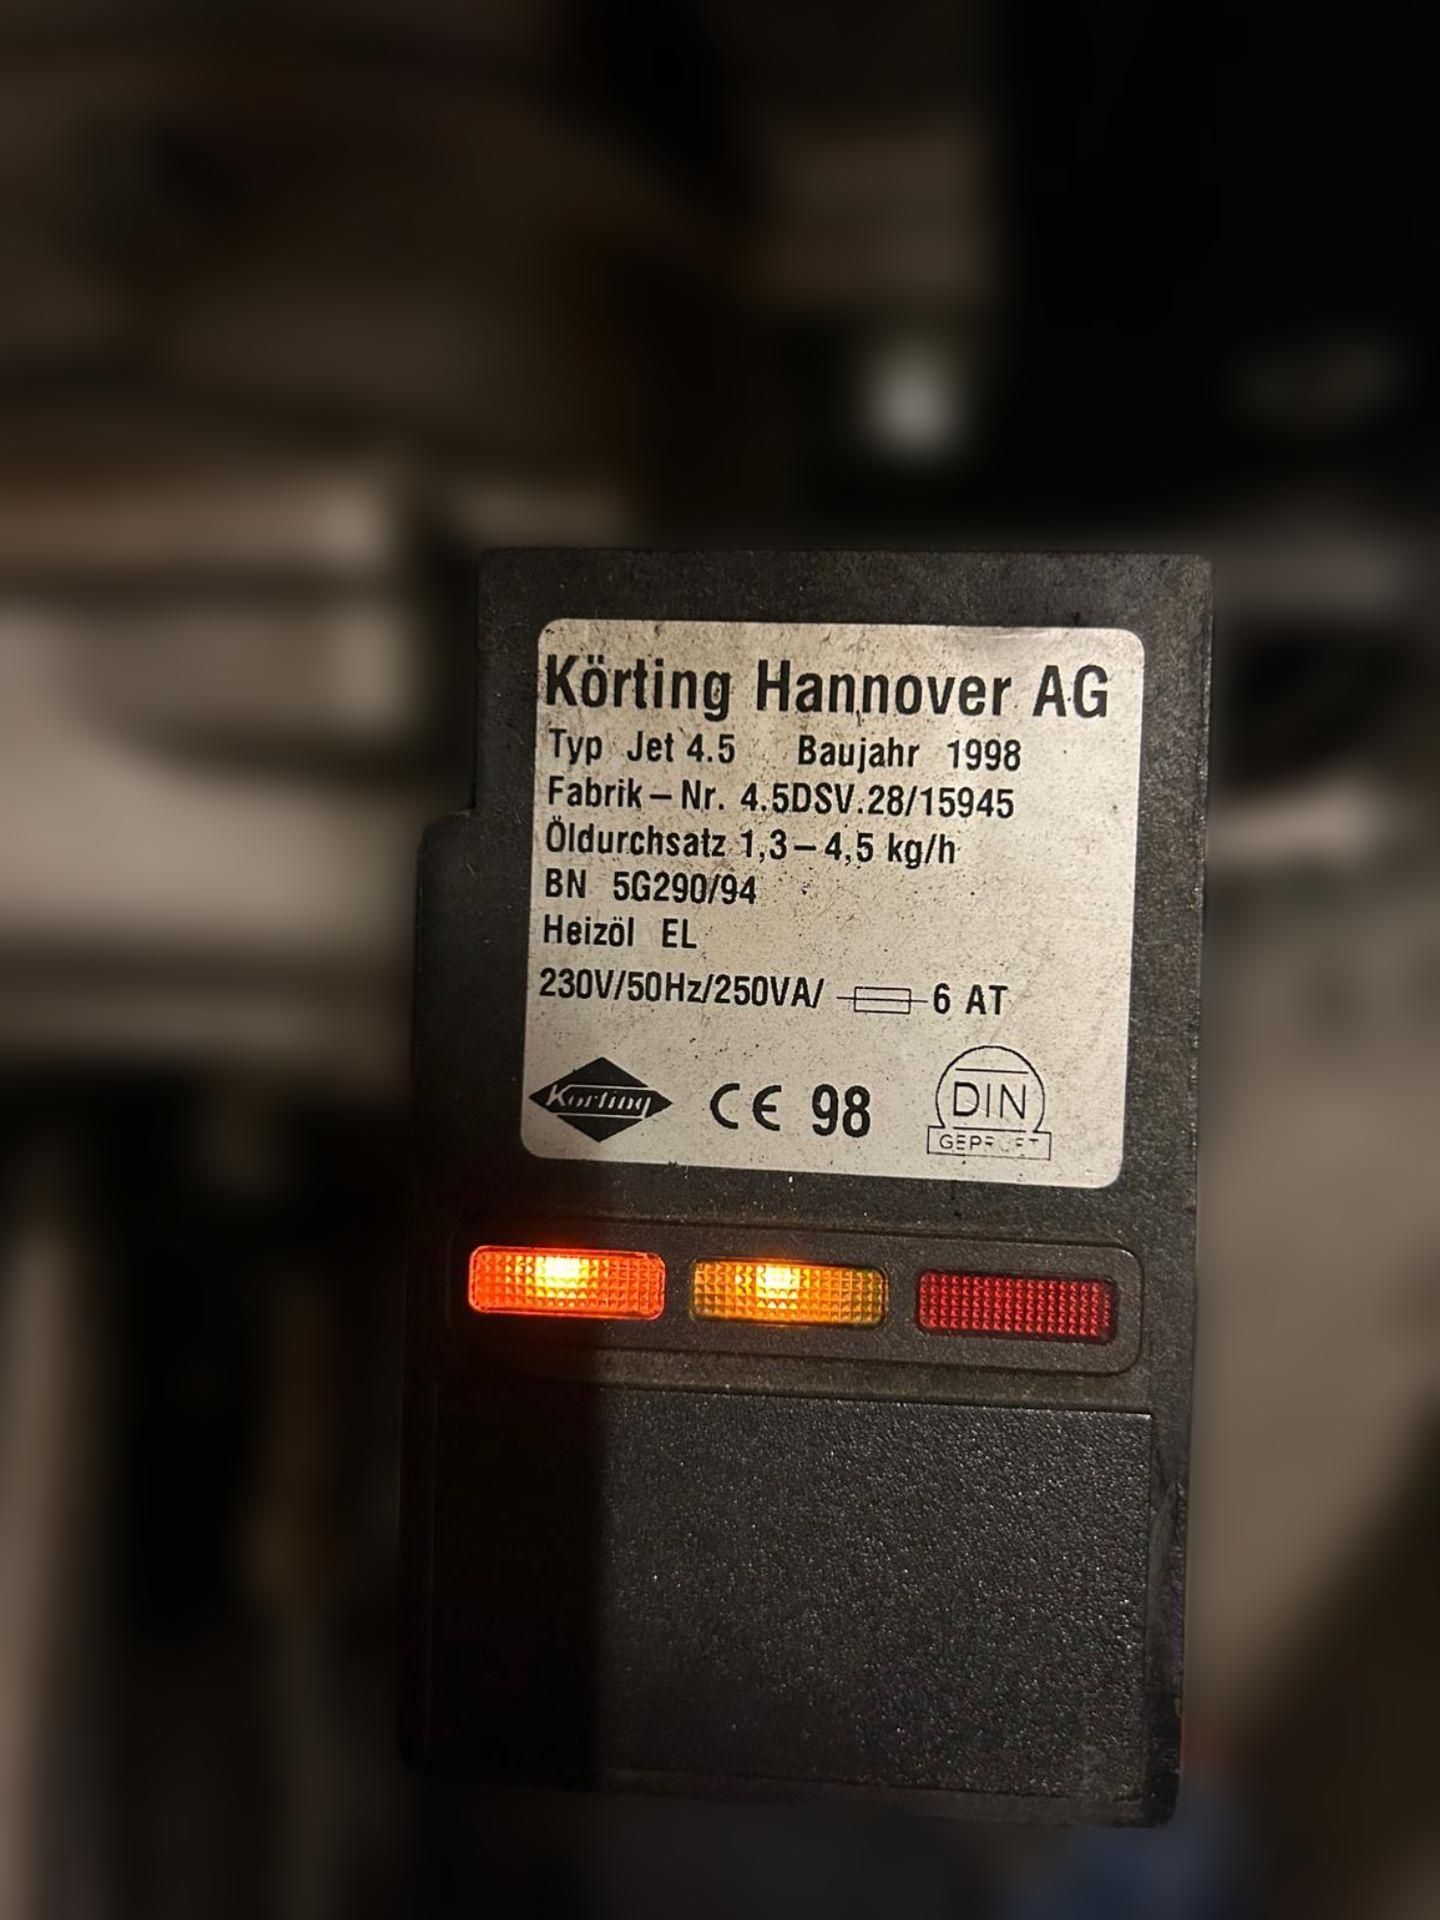 Körting Hannover AG
Typ Jet 4.5 Baujahr 1998
Fabrik – Nr. 4.5DSV.28/15945
Öldurchsatz 1,3 – 4,5 kg/h
BN 5G290/94
Heizöl EL
230V/50Hz/250VA/ 6 AT
Körting CE 98 DIN
GEPRUEFT